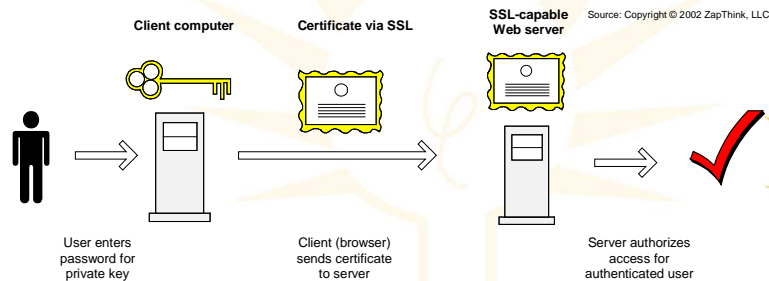 Client computer
Certificate via SSL
SSL-capable
Web server
Source: Copyright © 2002 ZapThink, LLC
User enters
password for
private key
Client (browser)
sends certificate
to server
Server authorizes
access for
authenticated user